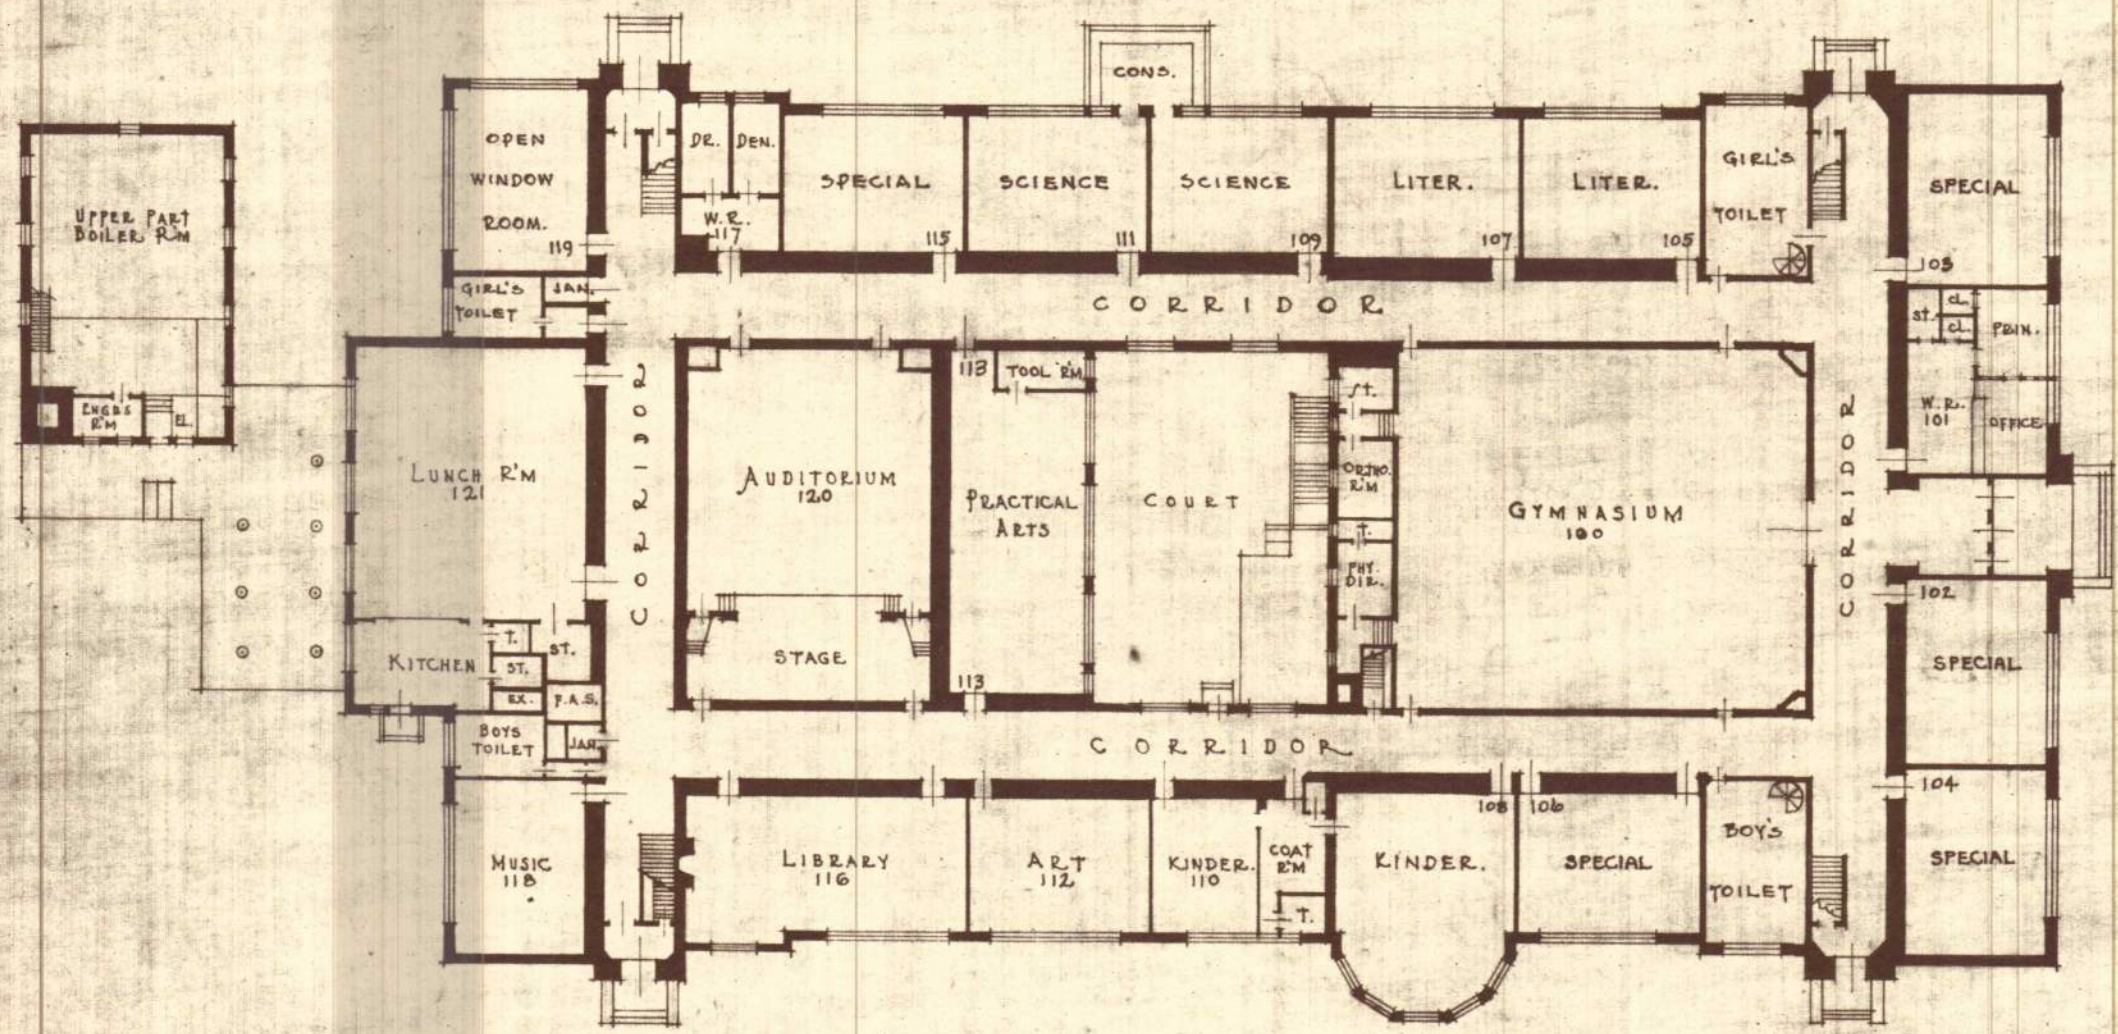 CONS.
OPEN
WINDOW
ROOM.
119
DR.
DEN.
W.R.
117
SPECIAL
115
SCIENCE
111
SCIENCE
109
LITER.
107
LITER.
105
GIRL'S
TOILET
SPECIAL
103
UPPER PART
BOILER R'M
ENGRS
R'M
EL.
GIRL'S
TOILET
JAN.
CORRIDOR
ST.
CL.
CL.
PRIN.
W.R.
101
OFFICE
LUNCH R'M
121
CORRIDOR
AUDITORIUM
120
STAGE
113
TOOL R'M
PRACTICAL
ARTS
113
COURT
ST.
ORTHO.
R'M
T.
PHY.
DIR.
GYMNASIUM
100
CORRIDOR
102
SPECIAL
KITCHEN
T.
ST.
ST.
EX.
F.A.S.
BOYS
TOILET
JAN.
CORRIDOR
MUSIC
118
LIBRARY
116
ART
112
KINDER.
110
COAT
R'M
T.
108
KINDER.
106
SPECIAL
BOY'S
TOILET
104
SPECIAL